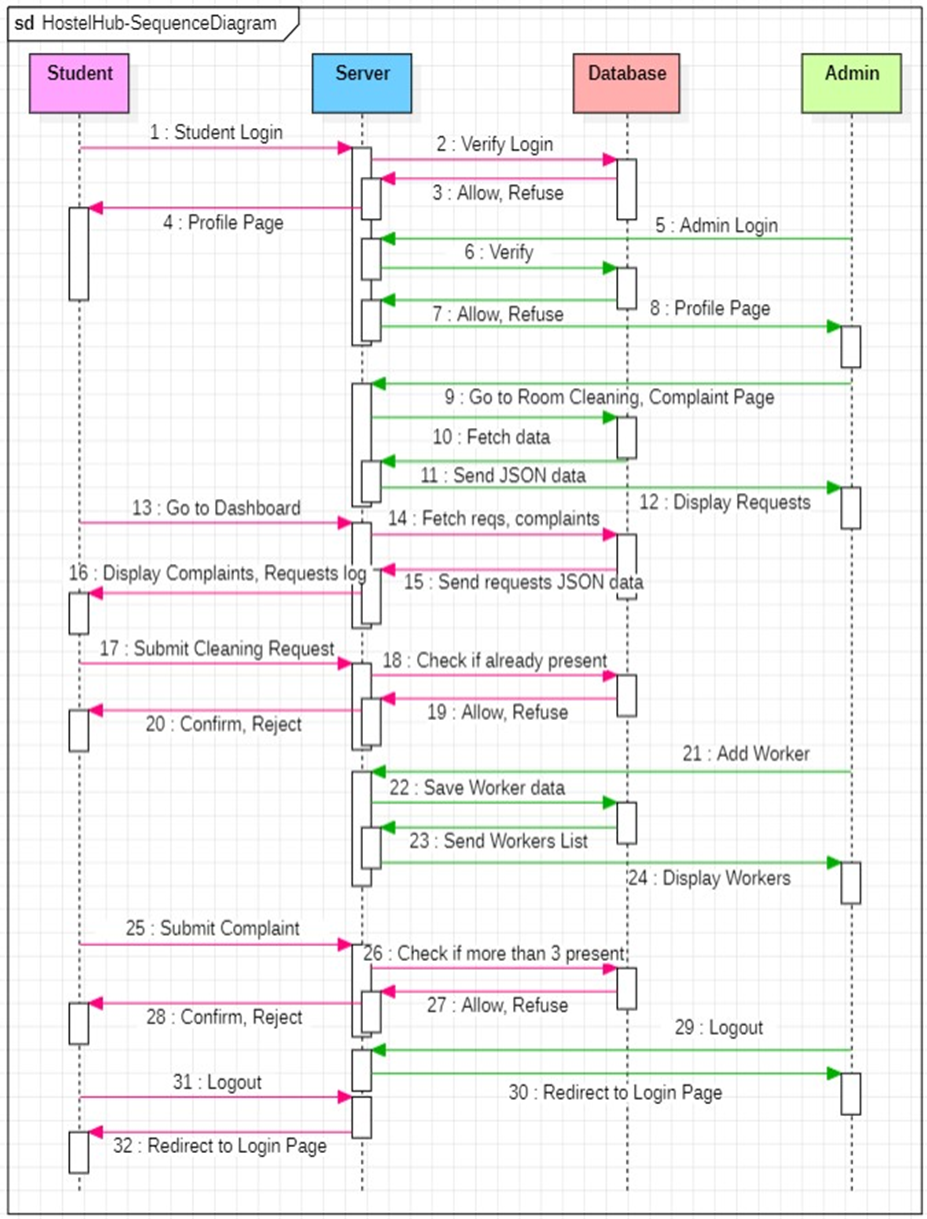 sd HostelHub-SequenceDiagram
Student
Server
Database
Admin
1 : Student Login
2 : Verify Login
3 : Allow, Refuse
4 : Profile Page
5 : Admin Login
6 : Verify
7 : Allow, Refuse
8 : Profile Page
9 : Go to Room Cleaning, Complaint Page
10 : Fetch data
11 : Send JSON data
12 : Display Requests
13 : Go to Dashboard
14 : Fetch reqs, complaints
15 : Send requests JSON data
16 : Display Complaints, Requests log
17 : Submit Cleaning Request
18 : Check if already present
19 : Allow, Refuse
20 : Confirm, Reject
21 : Add Worker
22 : Save Worker data
23 : Send Workers List
24 : Display Workers
25 : Submit Complaint
26 : Check if more than 3 present
27 : Allow, Refuse
28 : Confirm, Reject
29 : Logout
30 : Redirect to Login Page
31 : Logout
32 : Redirect to Login Page